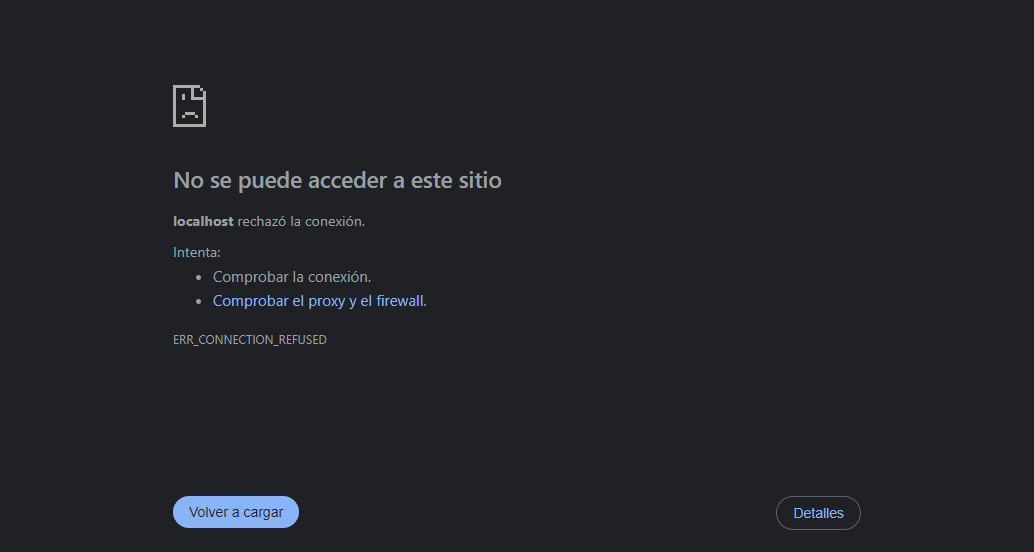 No se puede acceder a este sitio
localhost rechazó la conexión.
Intenta:
Comprobar la conexión.
Comprobar el proxy y el firewall.
ERR_CONNECTION_REFUSED
Volver a cargar
Detalles